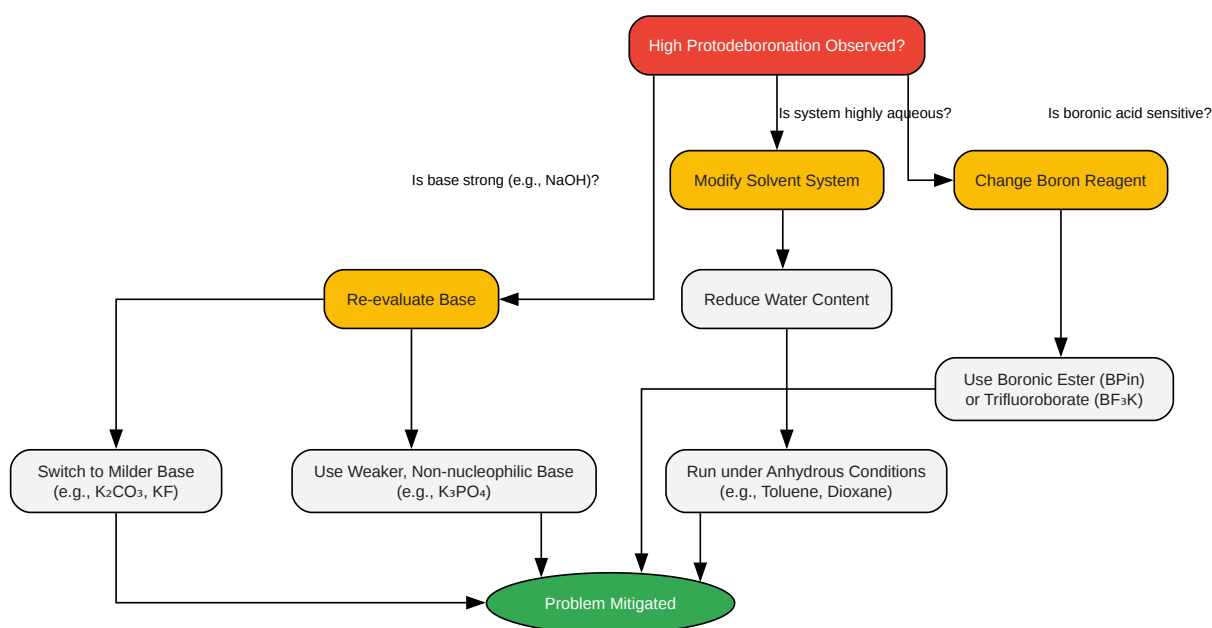 High Protodeboronation Observed?
Is system highly aqueous?
Is boronic acid sensitive?
Is base strong (e.g., NaOH)?
Modify Solvent System
Change Boron Reagent
Re-evaluate Base
Reduce Water Content
Use Boronic Ester (BPin)
or Trifluoroborate (BF₃K)
Switch to Milder Base
(e.g., K₂CO₃, KF)
Use Weaker, Non-nucleophilic Base
(e.g., K₃PO₄)
Run under Anhydrous Conditions
(e.g., Toluene, Dioxane)
Problem Mitigated